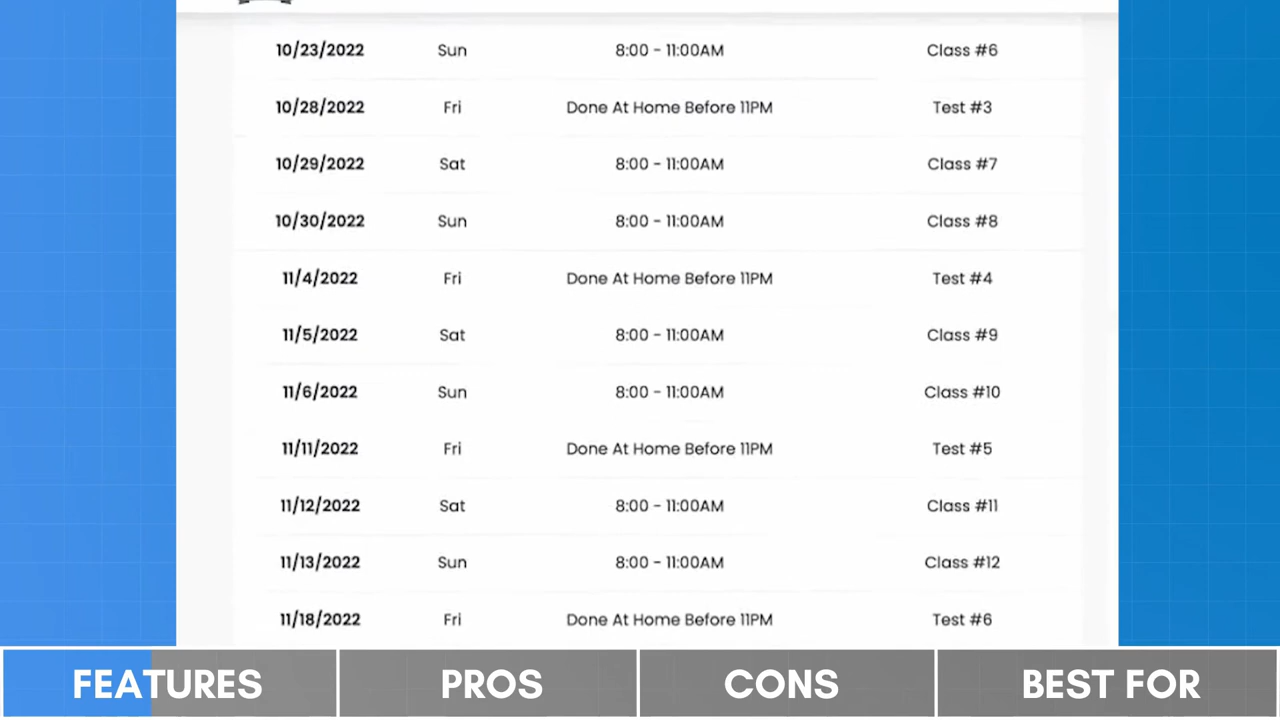 10/23/2022 Sun 8:00 - 11:00AM Class #6
10/28/2022 Fri Done At Home Before 11PM Test #3
10/29/2022 Sat 8:00 - 11:00AM Class #7
10/30/2022 Sun 8:00 - 11:00AM Class #8
11/4/2022 Fri Done At Home Before 11PM Test #4
11/5/2022 Sat 8:00 - 11:00AM Class #9
11/6/2022 Sun 8:00 - 11:00AM Class #10
11/11/2022 Fri Done At Home Before 11PM Test #5
11/12/2022 Sat 8:00 - 11:00AM Class #11
11/13/2022 Sun 8:00 - 11:00AM Class #12
11/18/2022 Fri Done At Home Before 11PM Test #6
FEATURES PROS CONS BEST FOR